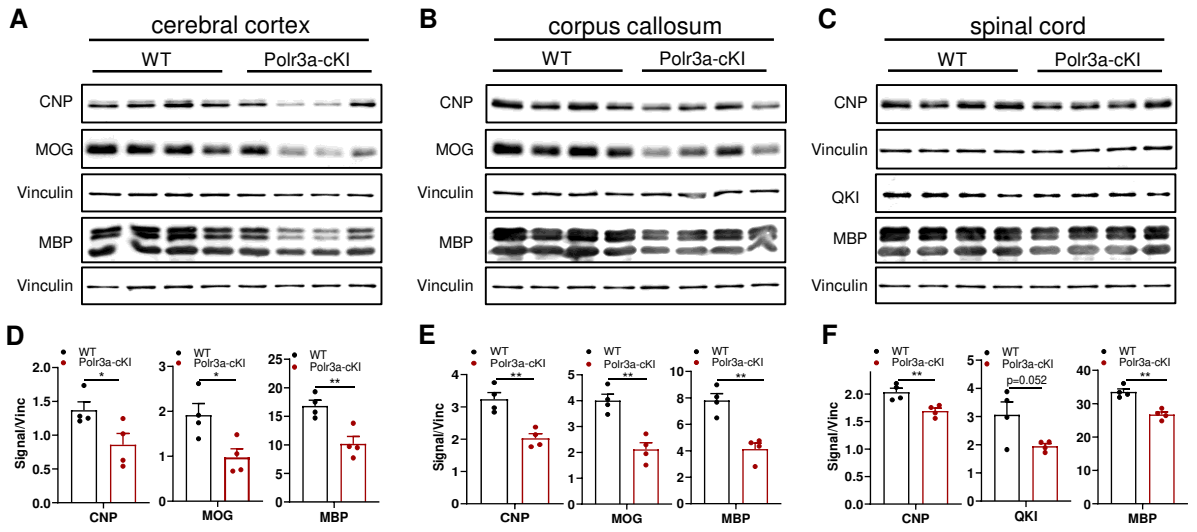 A
cerebral cortex
WT
Polr3a-cKI
CNP
MOG
Vinculin
MBP
Vinculin
B
corpus callosum
WT
Polr3a-cKI
CNP
MOG
Vinculin
MBP
Vinculin
C
spinal cord
WT
Polr3a-cKI
CNP
Vinculin
QKI
MBP
Vinculin
D
WT
Polr3a-cKI
*
Signal/Vinc
2.0
1.5
1.0
0.5
0.0
CNP
WT
Polr3a-cKI
*
3
2
1
0
MOG
WT
Polr3a-cKI
**
25
20
15
10
5
0
MBP
E
WT
Polr3a-cKI
**
Signal/Vinc
4
3
2
1
0
CNP
WT
Polr3a-cKI
**
5
4
3
2
1
0
MOG
WT
Polr3a-cKI
**
10
8
6
4
2
0
MBP
F
WT
Polr3a-cKI
**
Signal/Vinc
2.0
1.5
1.0
0.5
0.0
CNP
WT
Polr3a-cKI
p=0.052
5
4
3
2
1
0
QKI
WT
Polr3a-cKI
**
40
30
20
10
0
MBP